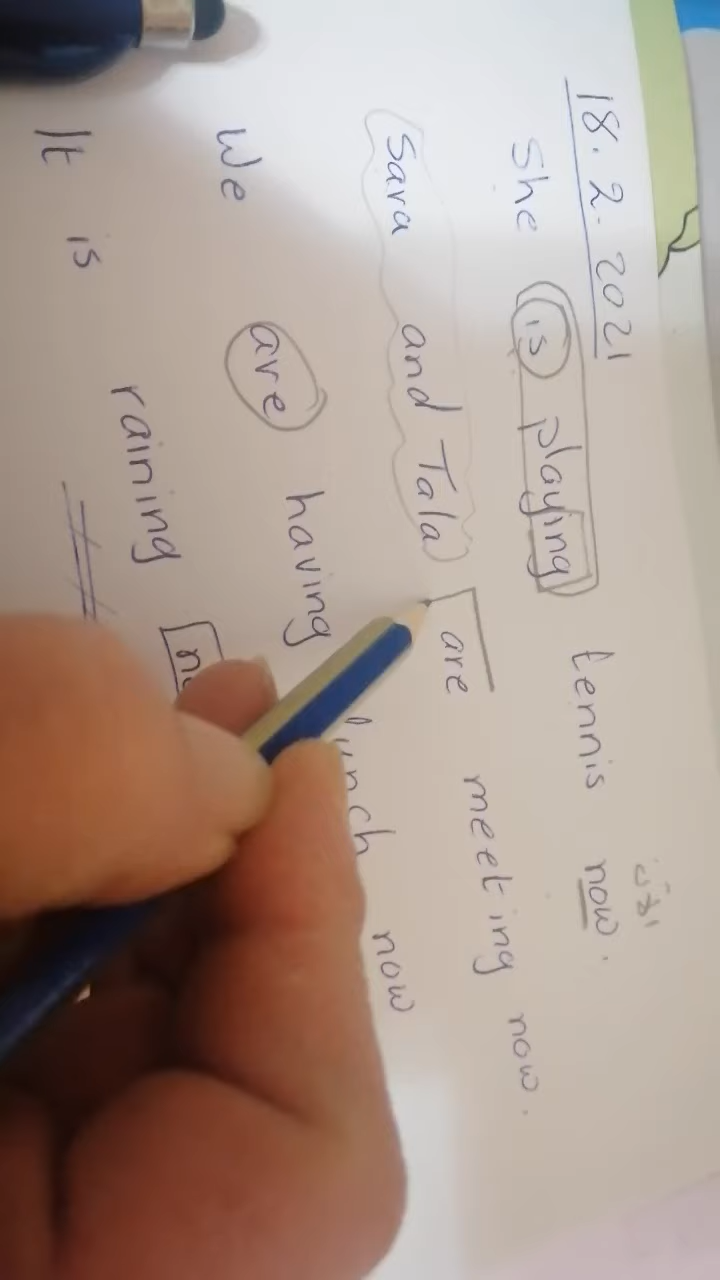 18.2.2021
She is playing tennis now.
الآن
Sara and Tala are meeting now.
We are having lunch now
It is raining